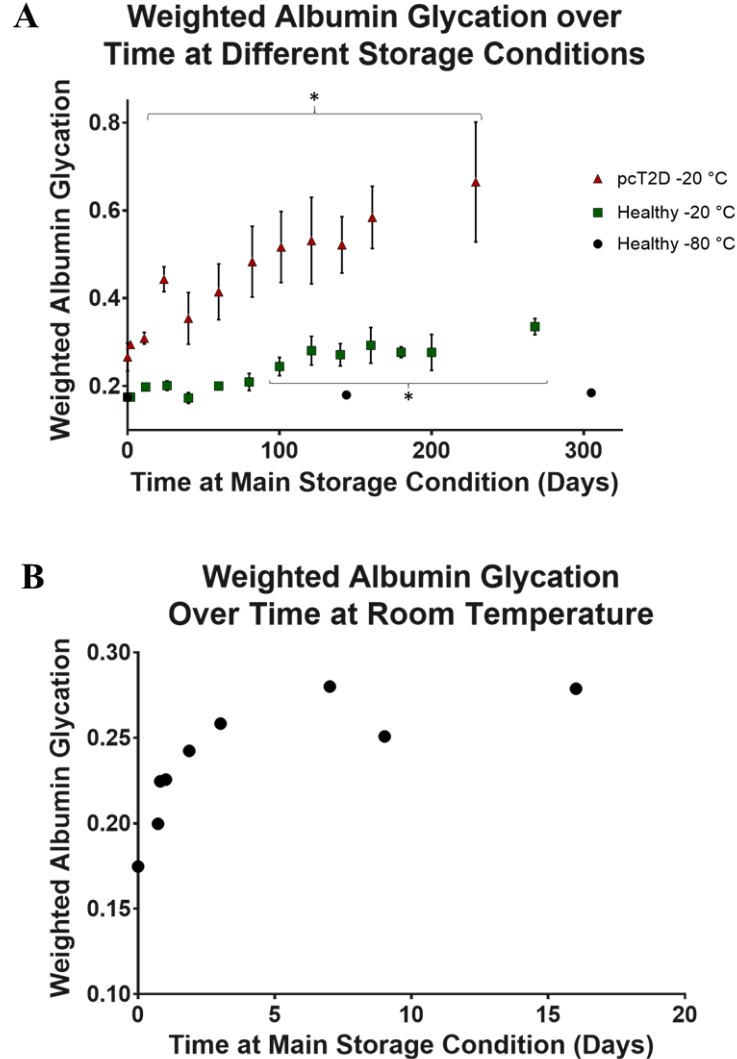 A
Weighted Albumin Glycation over
Time at Different Storage Conditions
Weighted Albumin Glycation
0.8
0.6
0.4
0.2
*
*
pcT2D -20 °C
Healthy -20 °C
Healthy -80 °C
0
100
200
300
Time at Main Storage Condition (Days)
B
Weighted Albumin Glycation
Over Time at Room Temperature
Weighted Albumin Glycation
0.30
0.25
0.20
0.15
0.10
0
5
10
15
20
Time at Main Storage Condition (Days)